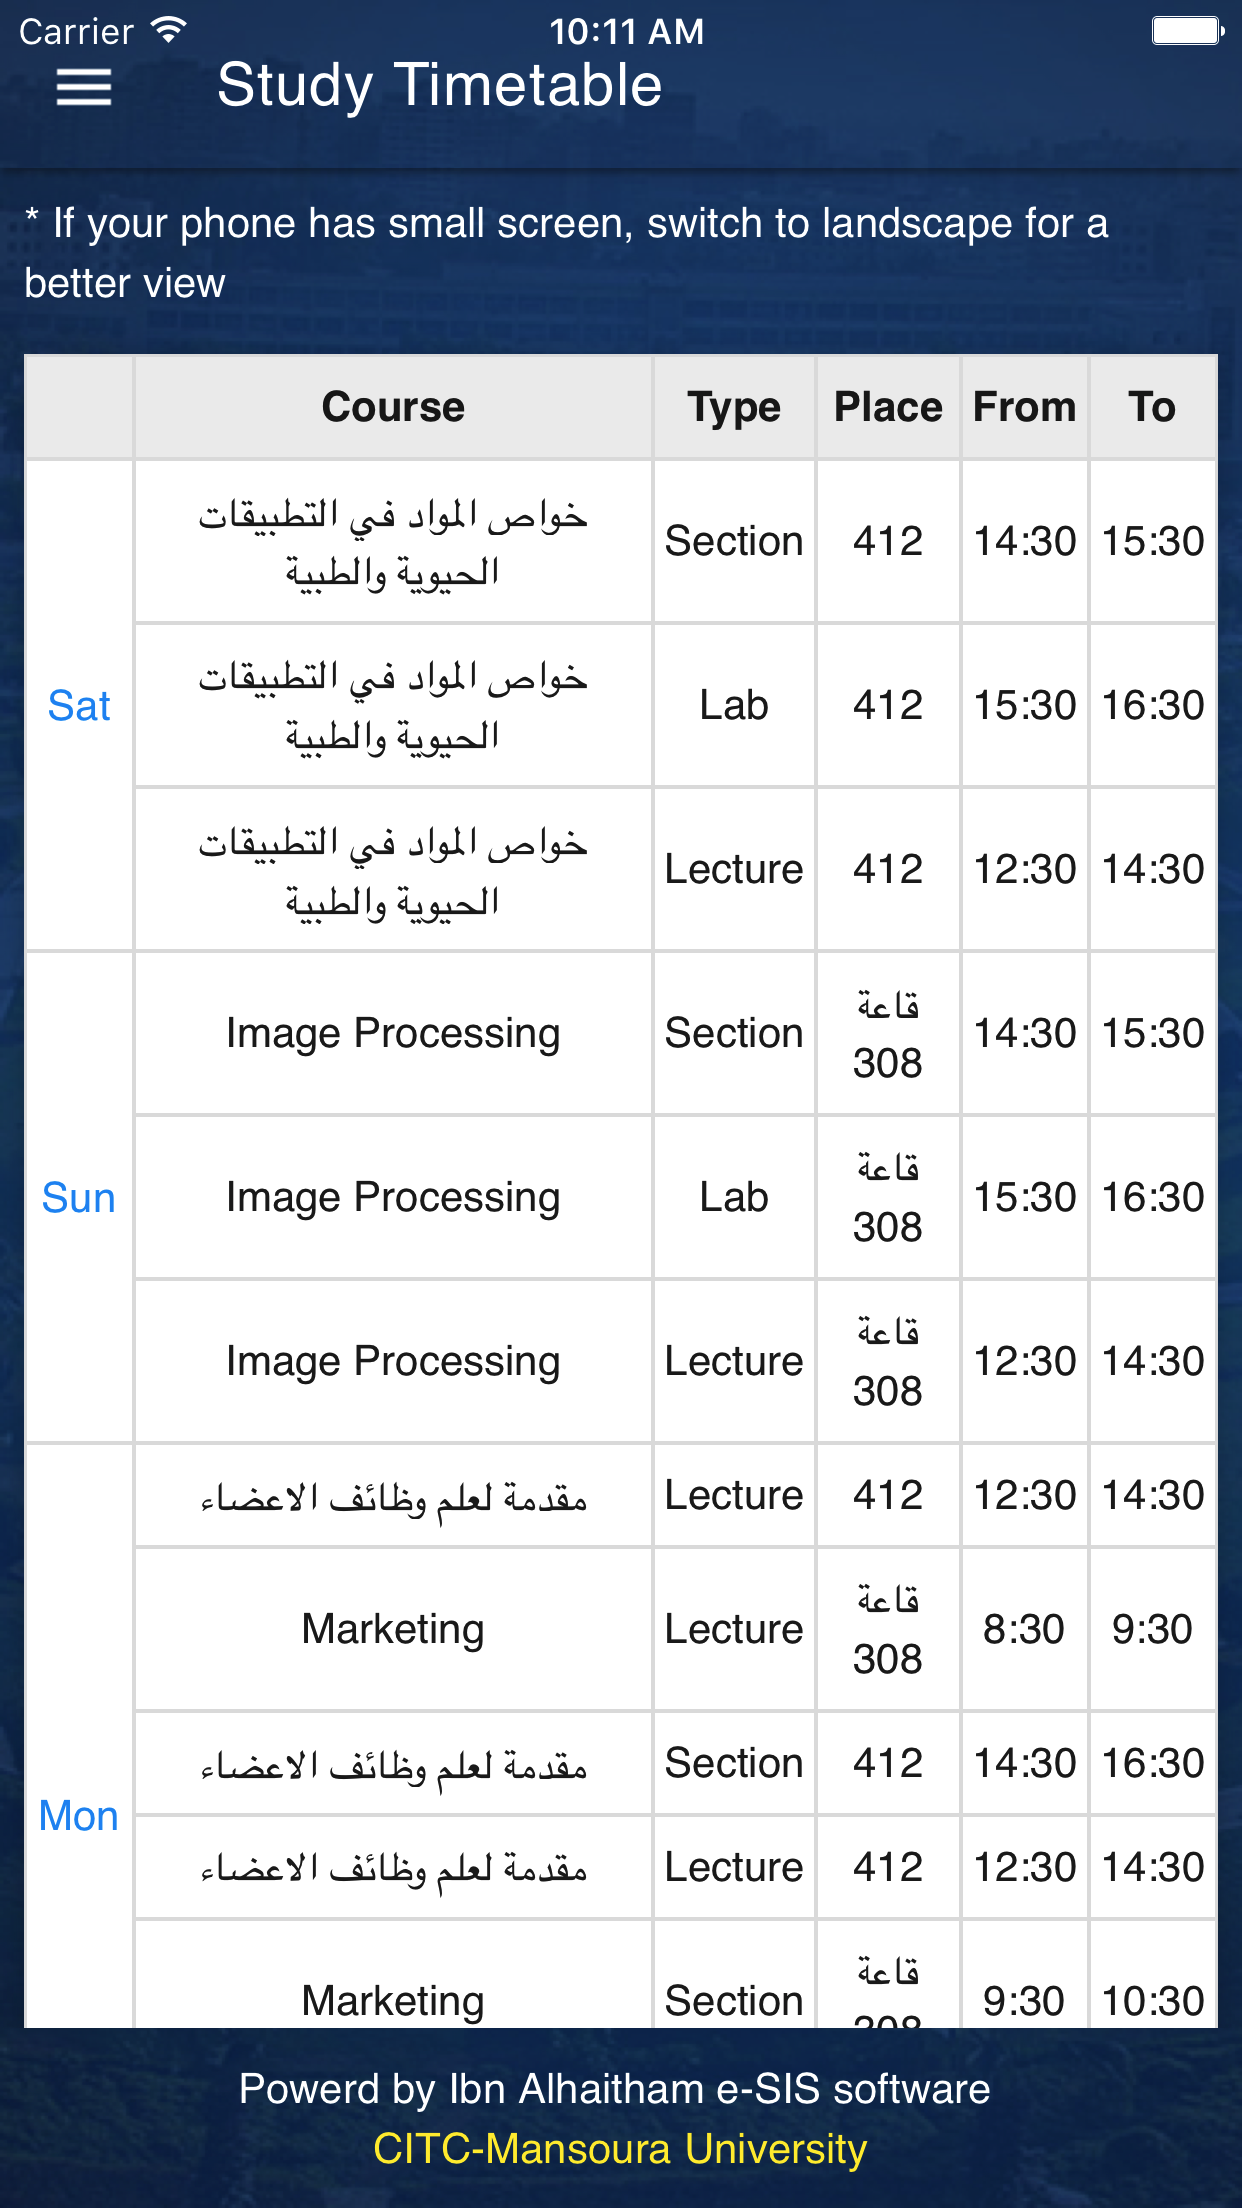 Carrier
10:11 AM
Study Timetable
* If your phone has small screen, switch to landscape for a
better view
Course Type Place From To
Sat
خواص المواد في التطبيقات
الحيوية والطبية
Section 412 14:30 15:30
خواص المواد في التطبيقات
الحيوية والطبية
Lab 412 15:30 16:30
خواص المواد في التطبيقات
الحيوية والطبية
Lecture 412 12:30 14:30
Sun
Image Processing Section
قاعة
308
14:30 15:30
Image Processing Lab
قاعة
308
15:30 16:30
Image Processing Lecture
قاعة
308
12:30 14:30
Mon
مقدمة لعلم وظائف الاعضاء
Lecture 412 12:30 14:30
Marketing Lecture
قاعة
308
8:30 9:30
مقدمة لعلم وظائف الاعضاء
Section 412 14:30 16:30
مقدمة لعلم وظائف الاعضاء
Lecture 412 12:30 14:30
Marketing Section
قاعة
308
9:30 10:30
Powerd by Ibn Alhaitham e-SIS software
CITC-Mansoura University